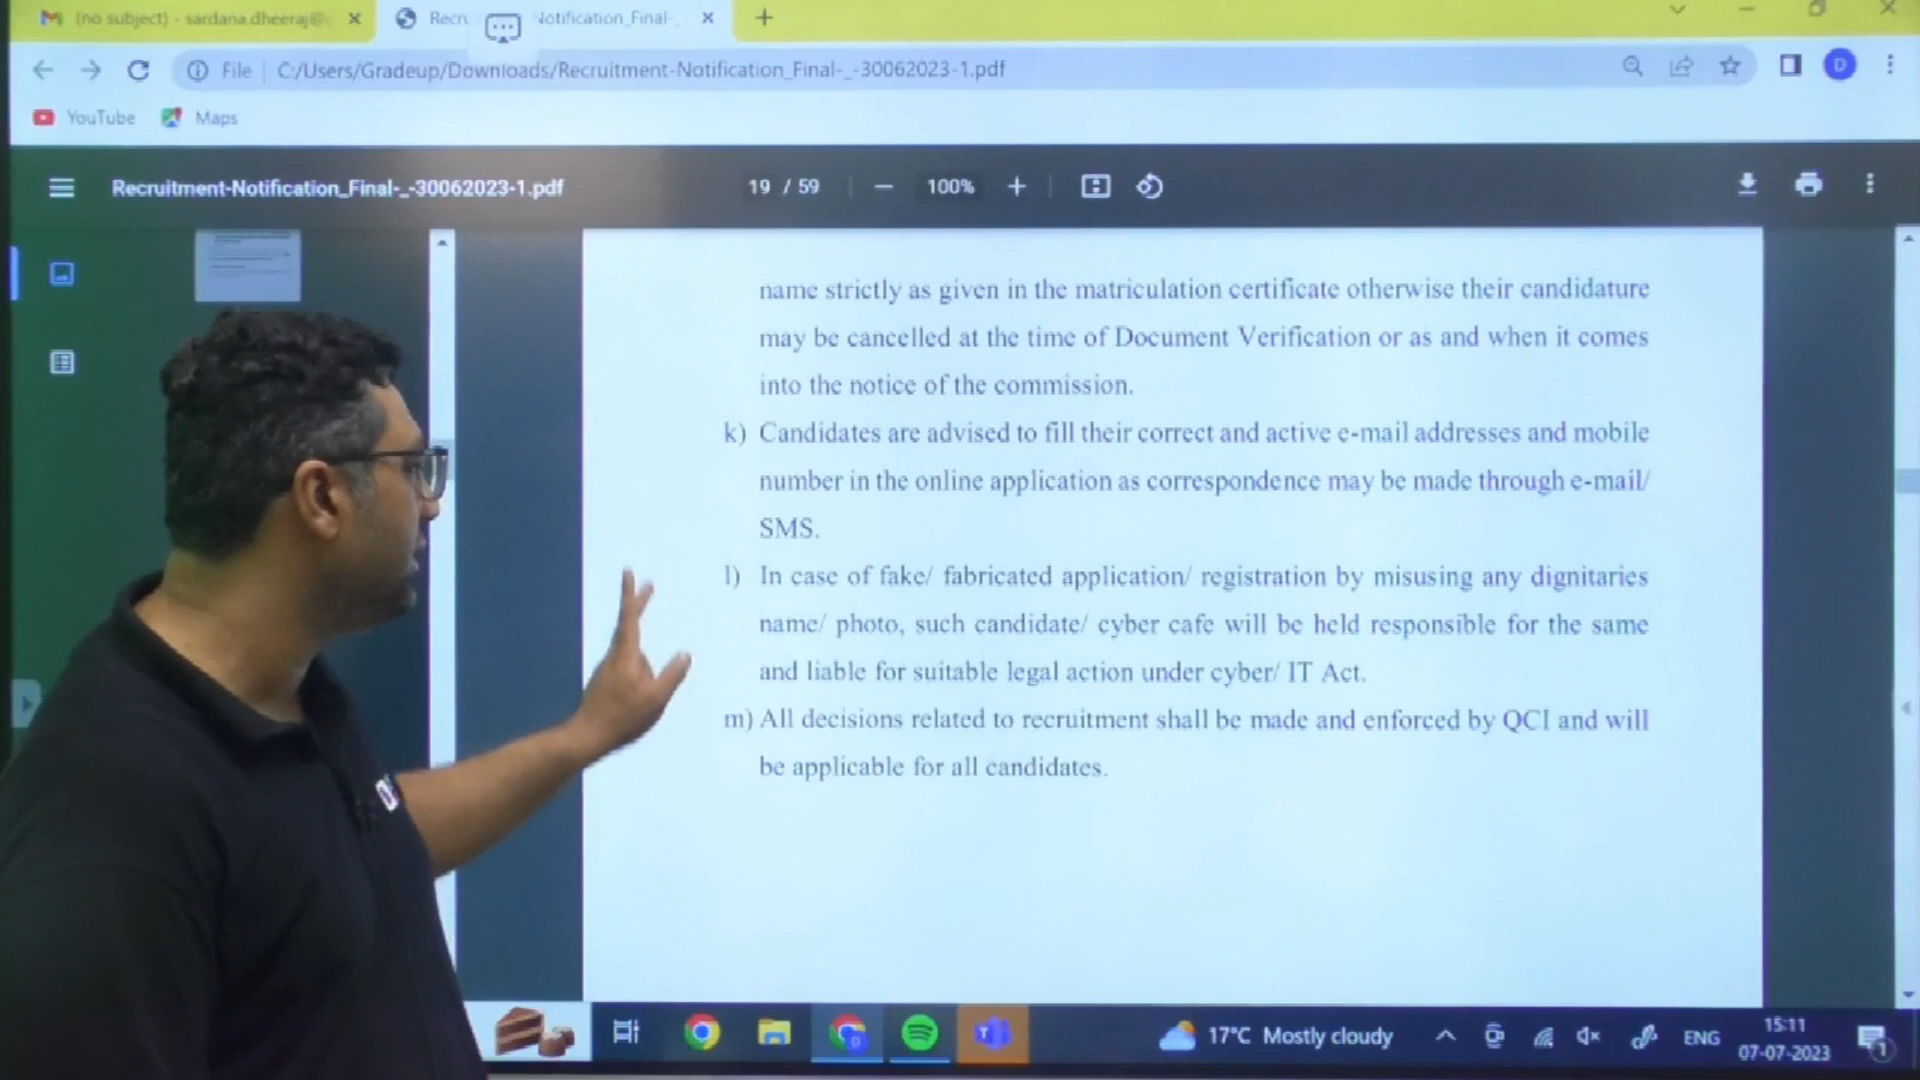 (no subject) - sardana.dheeraj@
Notification_Final-
File C:/Users/Gradeup/Downloads/Recruitment-Notification_Final-_-30062023-1.pdf
D
YouTube Maps
Recruitment-Notification_Final-_-30062023-1.pdf 19 / 59 100%
name strictly as given in the matriculation certificate otherwise their candidature
may be cancelled at the time of Document Verification or as and when it comes
into the notice of the commission.
k) Candidates are advised to fill their correct and active e-mail addresses and mobile
number in the online application as correspondence may be made through e-mail/
SMS.
l) In case of fake/ fabricated application/ registration by misusing any dignitaries
name/ photo, such candidate/ cyber cafe will be held responsible for the same
and liable for suitable legal action under cyber/ IT Act.
m) All decisions related to recruitment shall be made and enforced by QCI and will
be applicable for all candidates.
17°C Mostly cloudy ENG 15:11
07-07-2023
1